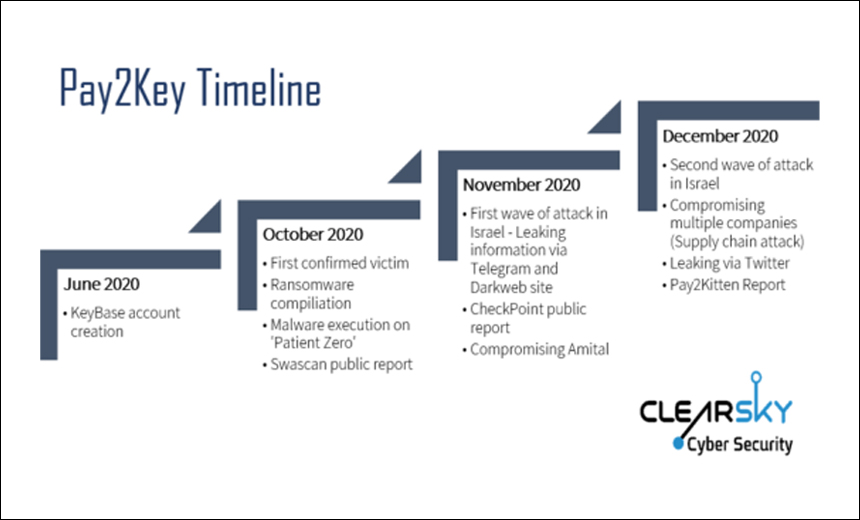 Pay2Key Timeline
June 2020
• KeyBase account
creation
October 2020
• First confirmed victim
• Ransomware
compiliation
• Malware execution on
'Patient Zero'
• Swascan public report
November 2020
• First wave of attack in
Israel - Leaking
information via
Telegram and
Darkweb site
• CheckPoint public
report
• Compromising Amital
December 2020
• Second wave of attack
in Israel
• Compromising
multiple companies
(Supply chain attack)
• Leaking via Twitter
• Pay2Kitten Report
CLEARSKY
Cyber Security